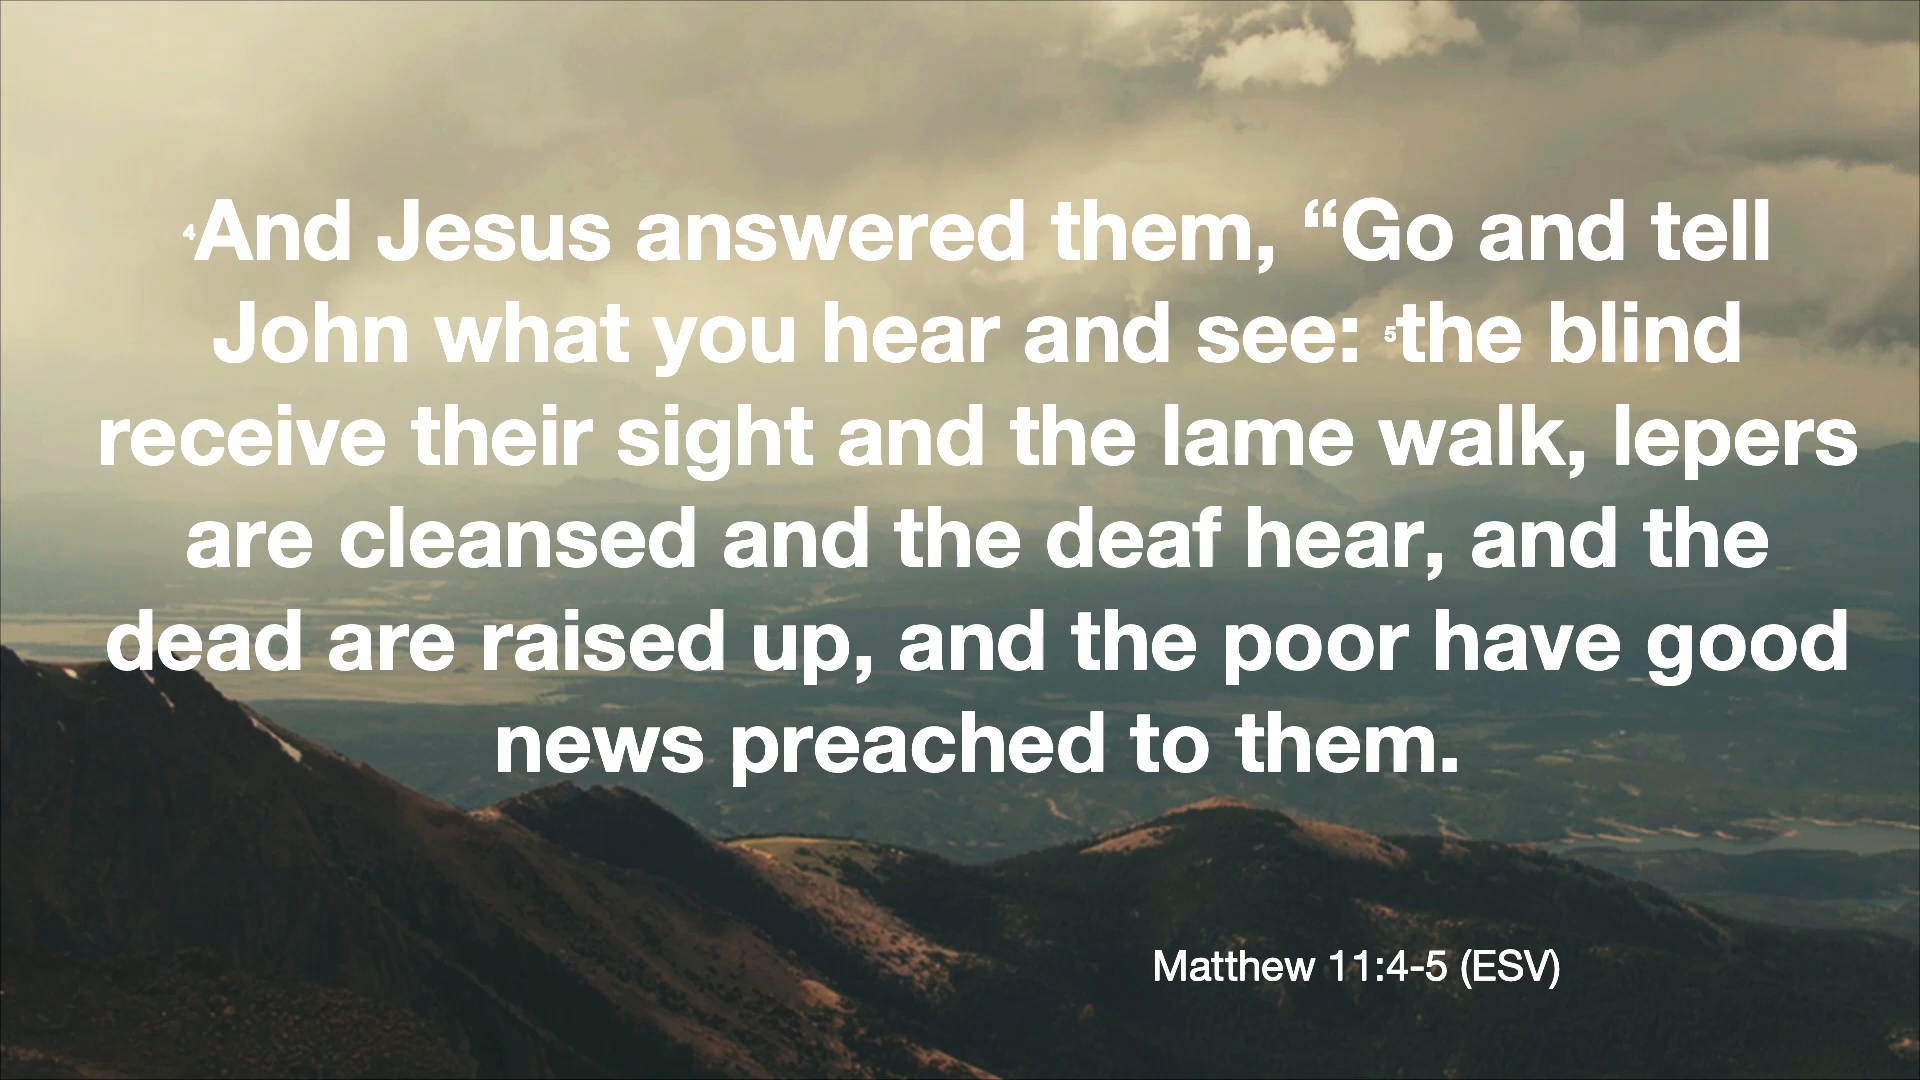 4And Jesus answered them, “Go and tell
John what you hear and see: 5the blind
receive their sight and the lame walk, lepers
are cleansed and the deaf hear, and the
dead are raised up, and the poor have good
news preached to them.
Matthew 11:4-5 (ESV)